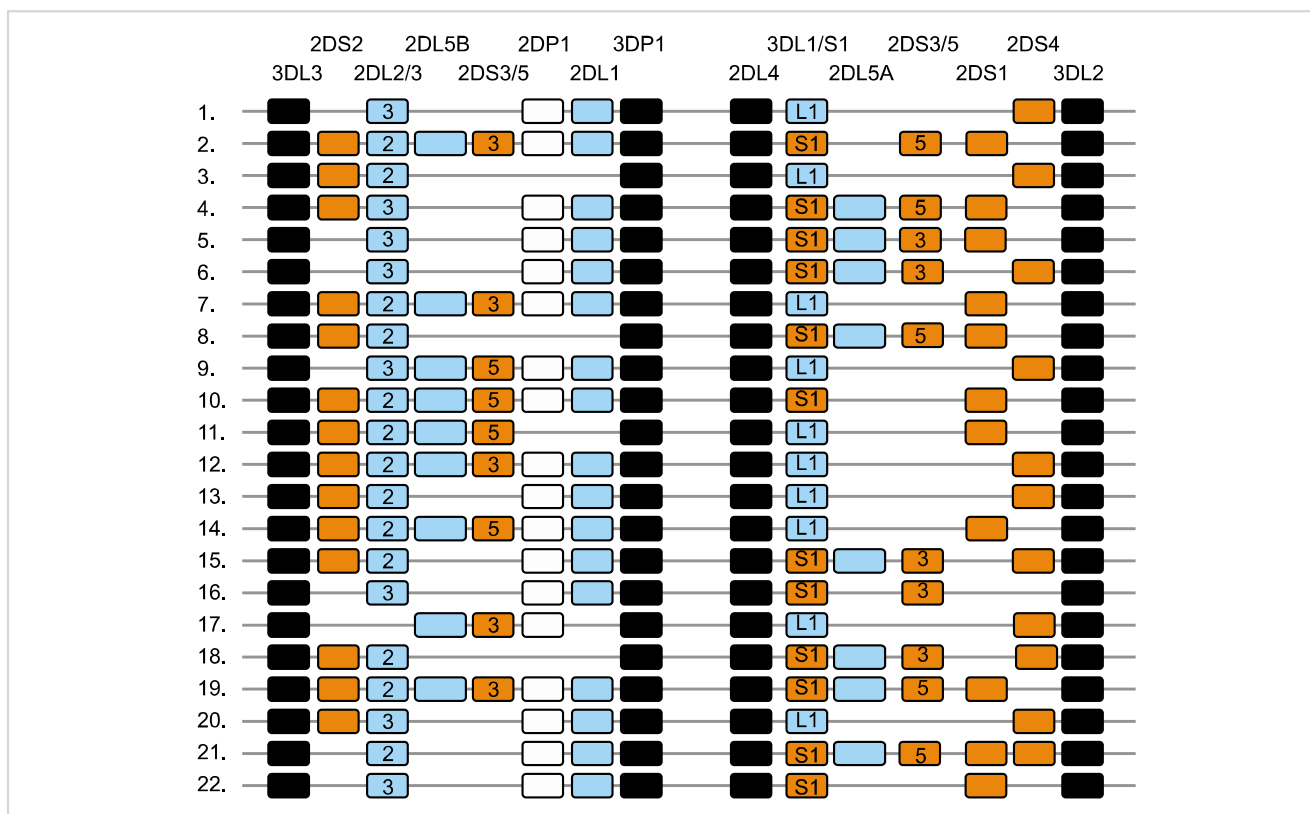 2DS2 2DL5B 2DP1 3DP1 3DL1/S1 2DS3/5 2DS4
3DL3 2DL2/3 2DS3/5 2DL1 2DL4 2DL5A 2DS1 3DL2
1. 3 L1
2. 2 3 S1 5
3. 2 L1
4. 3 S1 5
5. 3 S1 3
6. 3 S1 3
7. 2 3 L1
8. 2 S1 5
9. 3 5 L1
10. 2 5 S1
11. 2 5 L1
12. 2 3 L1
13. 2 L1
14. 2 5 L1
15. 2 S1 3
16. 3 S1 3
17. 3 L1
18. 2 S1 3
19. 2 3 S1 5
20. 3 L1
21. 2 S1 5
22. 3 S1